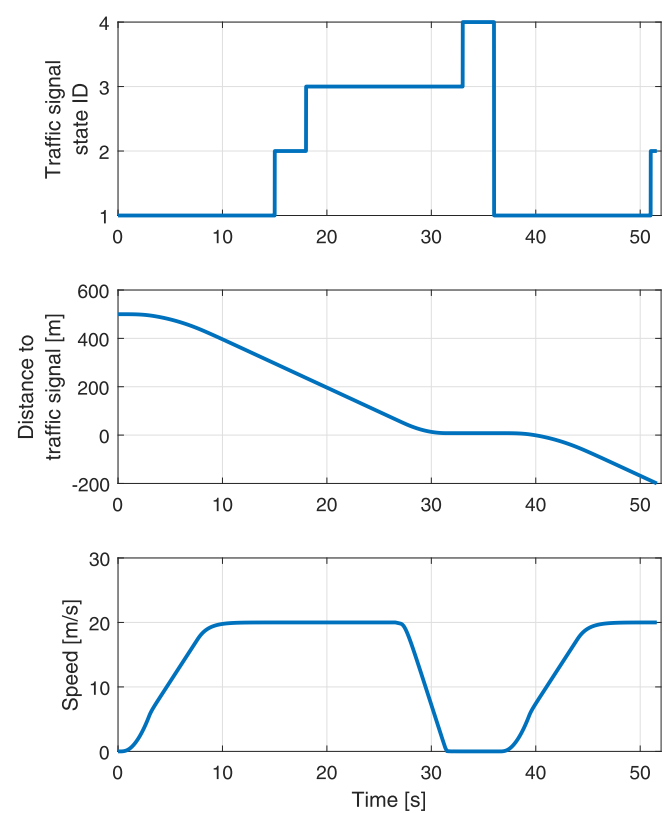 4
3
2
1
Traffic signal
state ID
0 10 20 30 40 50
600
400
200
0
-200
Distance to
traffic signal [m]
0 10 20 30 40 50
30
20
10
0
Speed [m/s]
0 10 20 30 40 50
Time [s]